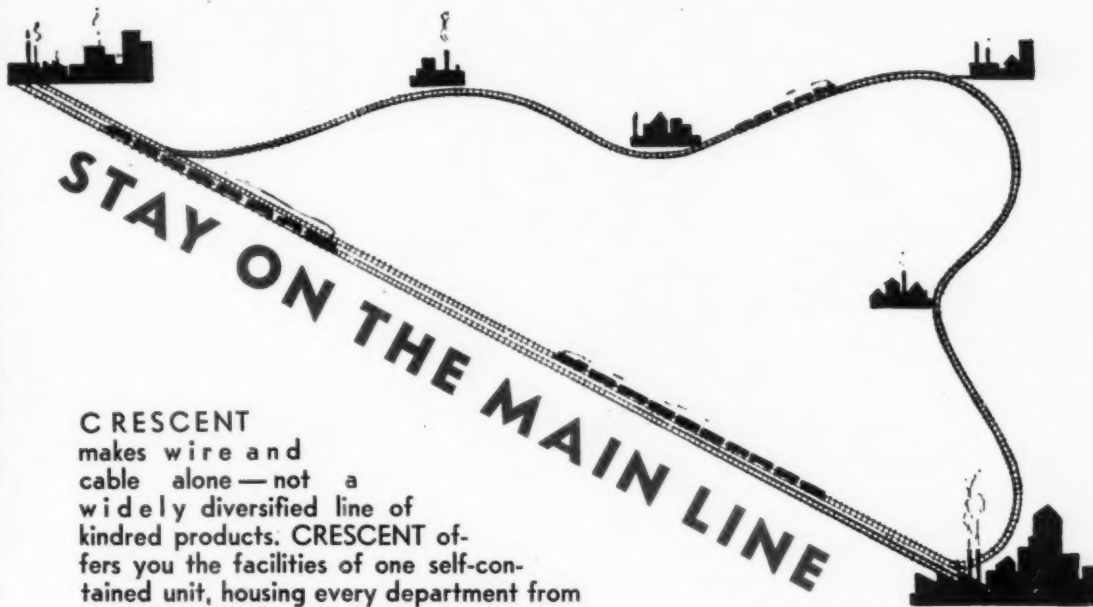 STAY ON THE MAIN LINE
CRESCENT
makes wire and
cable alone — not a
widely diversified line of
kindred products. CRESCENT of-
fers you the facilities of one self-con-
tained unit, housing every department from